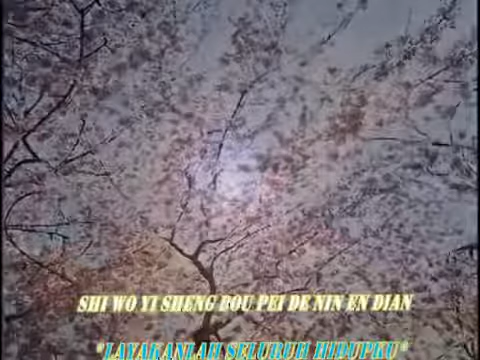 SHI WO YI SHENG DOU PEI DE NIN EN DIAN
"LAYAKANLAH SELURUH HIDUPKU"